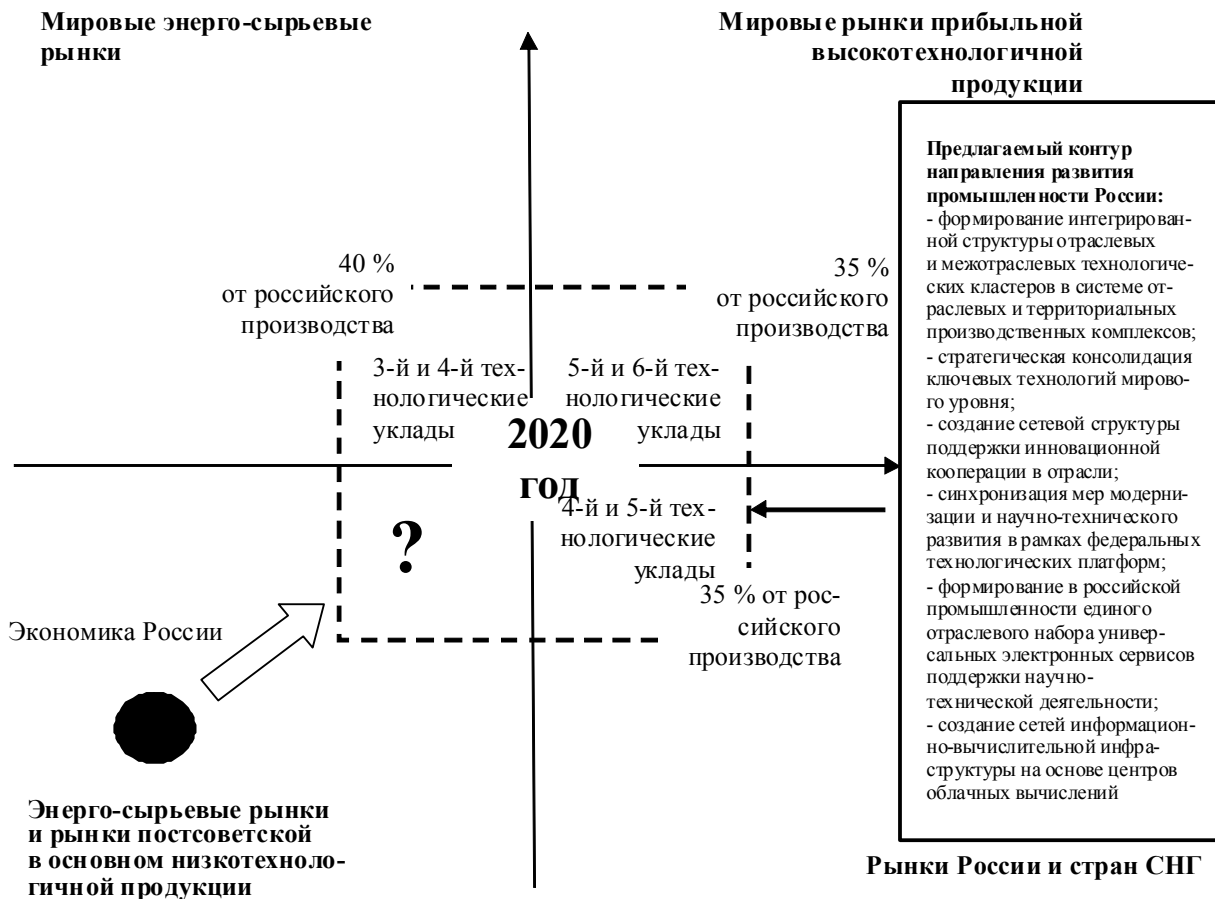 Мировые энерго-сырьевые
рынки
Мировые рынки прибыльной
высокотехнологичной
продукции
Предлагаемый контур
направления развития
промышленности России:
- формирование интегрирован-
ной структуры отраслевых
и межотраслевых технологиче-
ских кластеров в системе от-
раслевых и территориальных
производственных комплексов;
- стратегическая консолидация
ключевых технологий мирово-
го уровня;
- создание сетевой структуры
поддержки инновационной
кооперации в отрасли;
- синхронизация мер модерни-
зации и научно-технического
развития в рамках федеральных
технологических платформ;
- формирование в российской
промышленности единого
отраслевого набора универ-
сальных электронных сервисов
поддержки научно-
технической деятельности;
- создание сетей информацион-
но-вычислительной инфра-
структуры на основе центров
облачных вычислений
40 %
от российского
производства
35 %
от российского
производства
3-й и 4-й тех-
нологические
уклады
5-й и 6-й тех-
нологические
уклады
2020
год
4-й и 5-й тех-
нологические
уклады
?
35 % от рос-
сийского
производства
Экономика России
Энерго-сырьевые рынки
и рынки постсоветской
в основном низкотехноло-
гичной продукции
Рынки России и стран СНГ